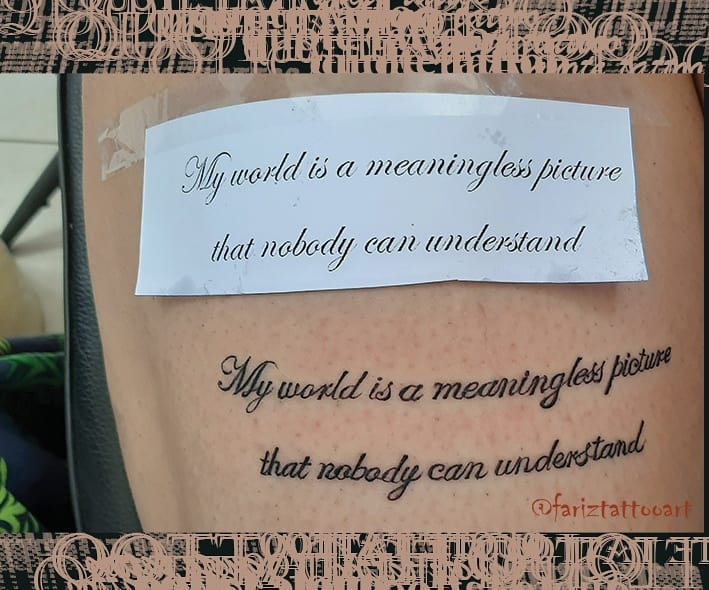 My world is a meaningless picture
that nobody can understand
My world is a meaningless picture
that nobody can understand
@fariztattooart